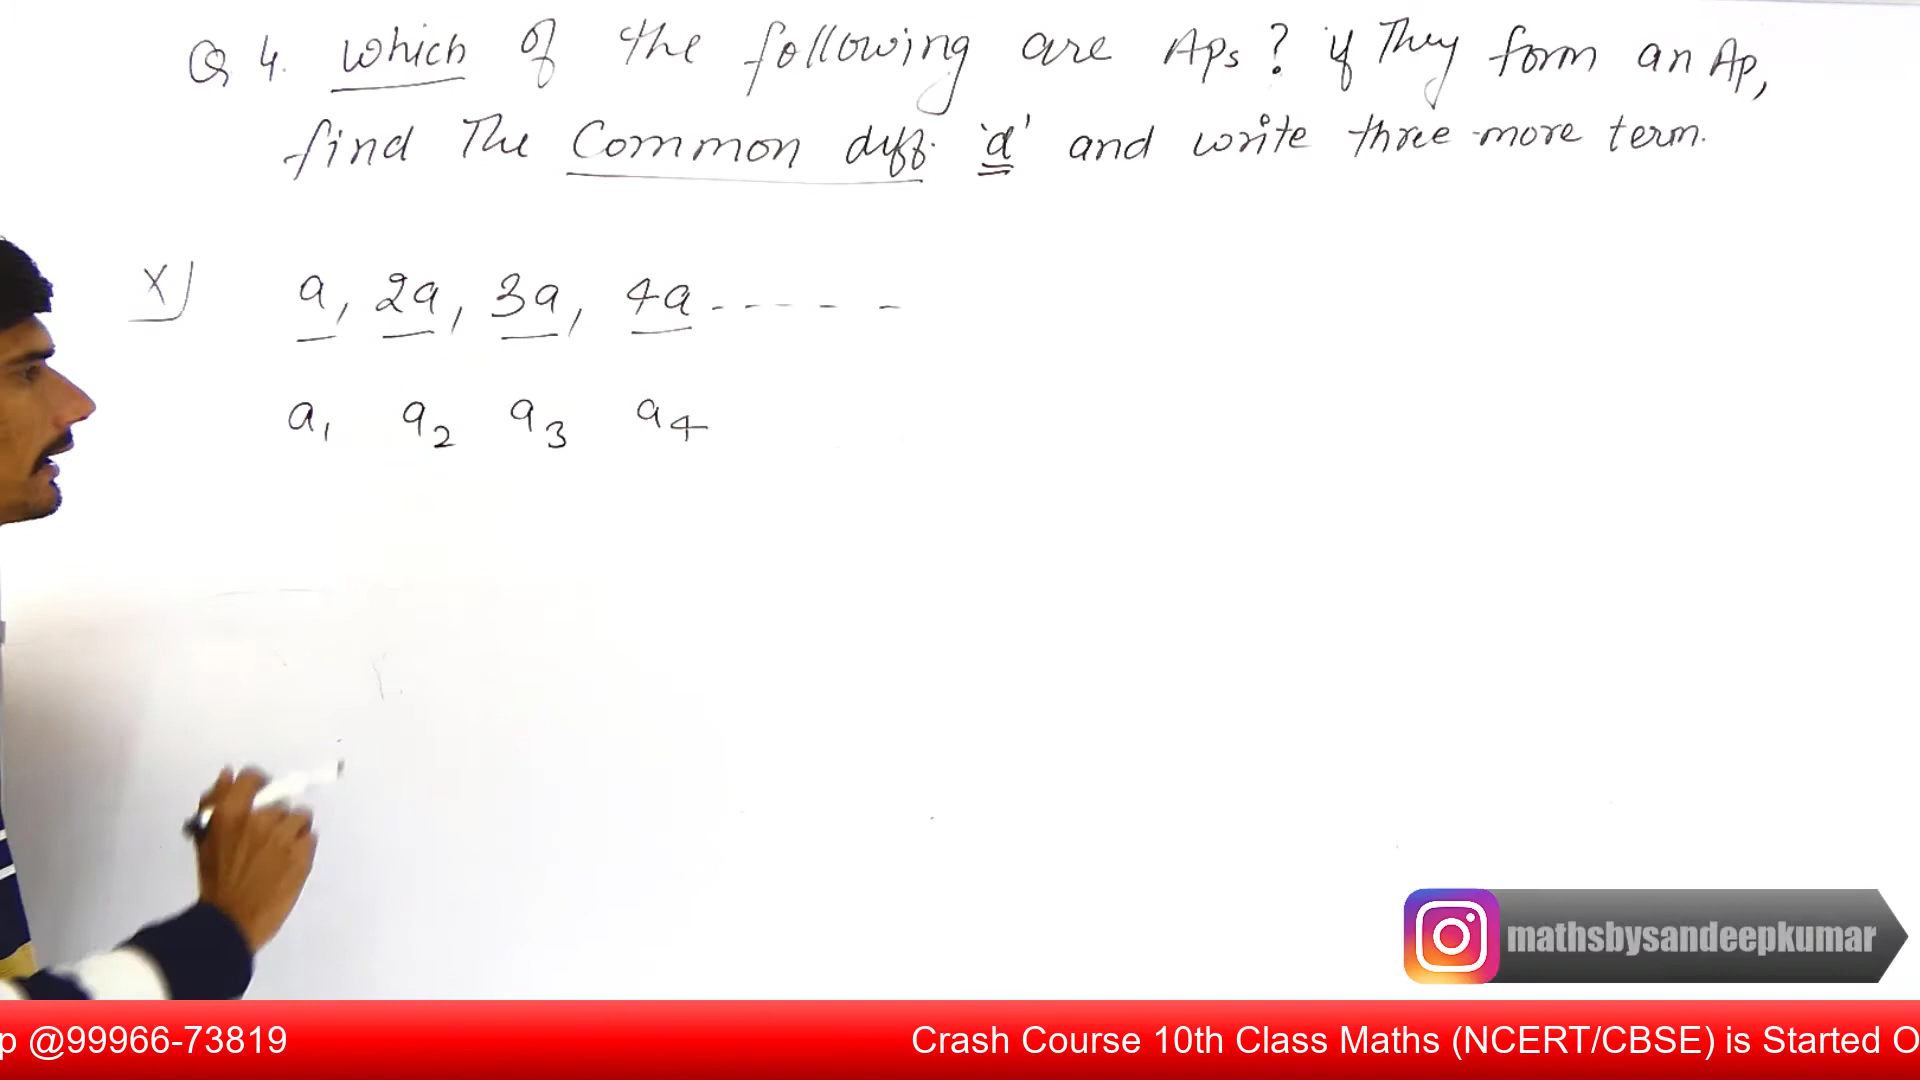 Q 4. Which of the following are Aps? if They form an Ap,
find The Common diff. 'd' and write three more term.
X) a, 2a, 3a, 4a - - - - -
a1 a2 a3 a4
mathsbysandeepkumar
p @99966-73819 Crash Course 10th Class Maths (NCERT/CBSE) is Started O